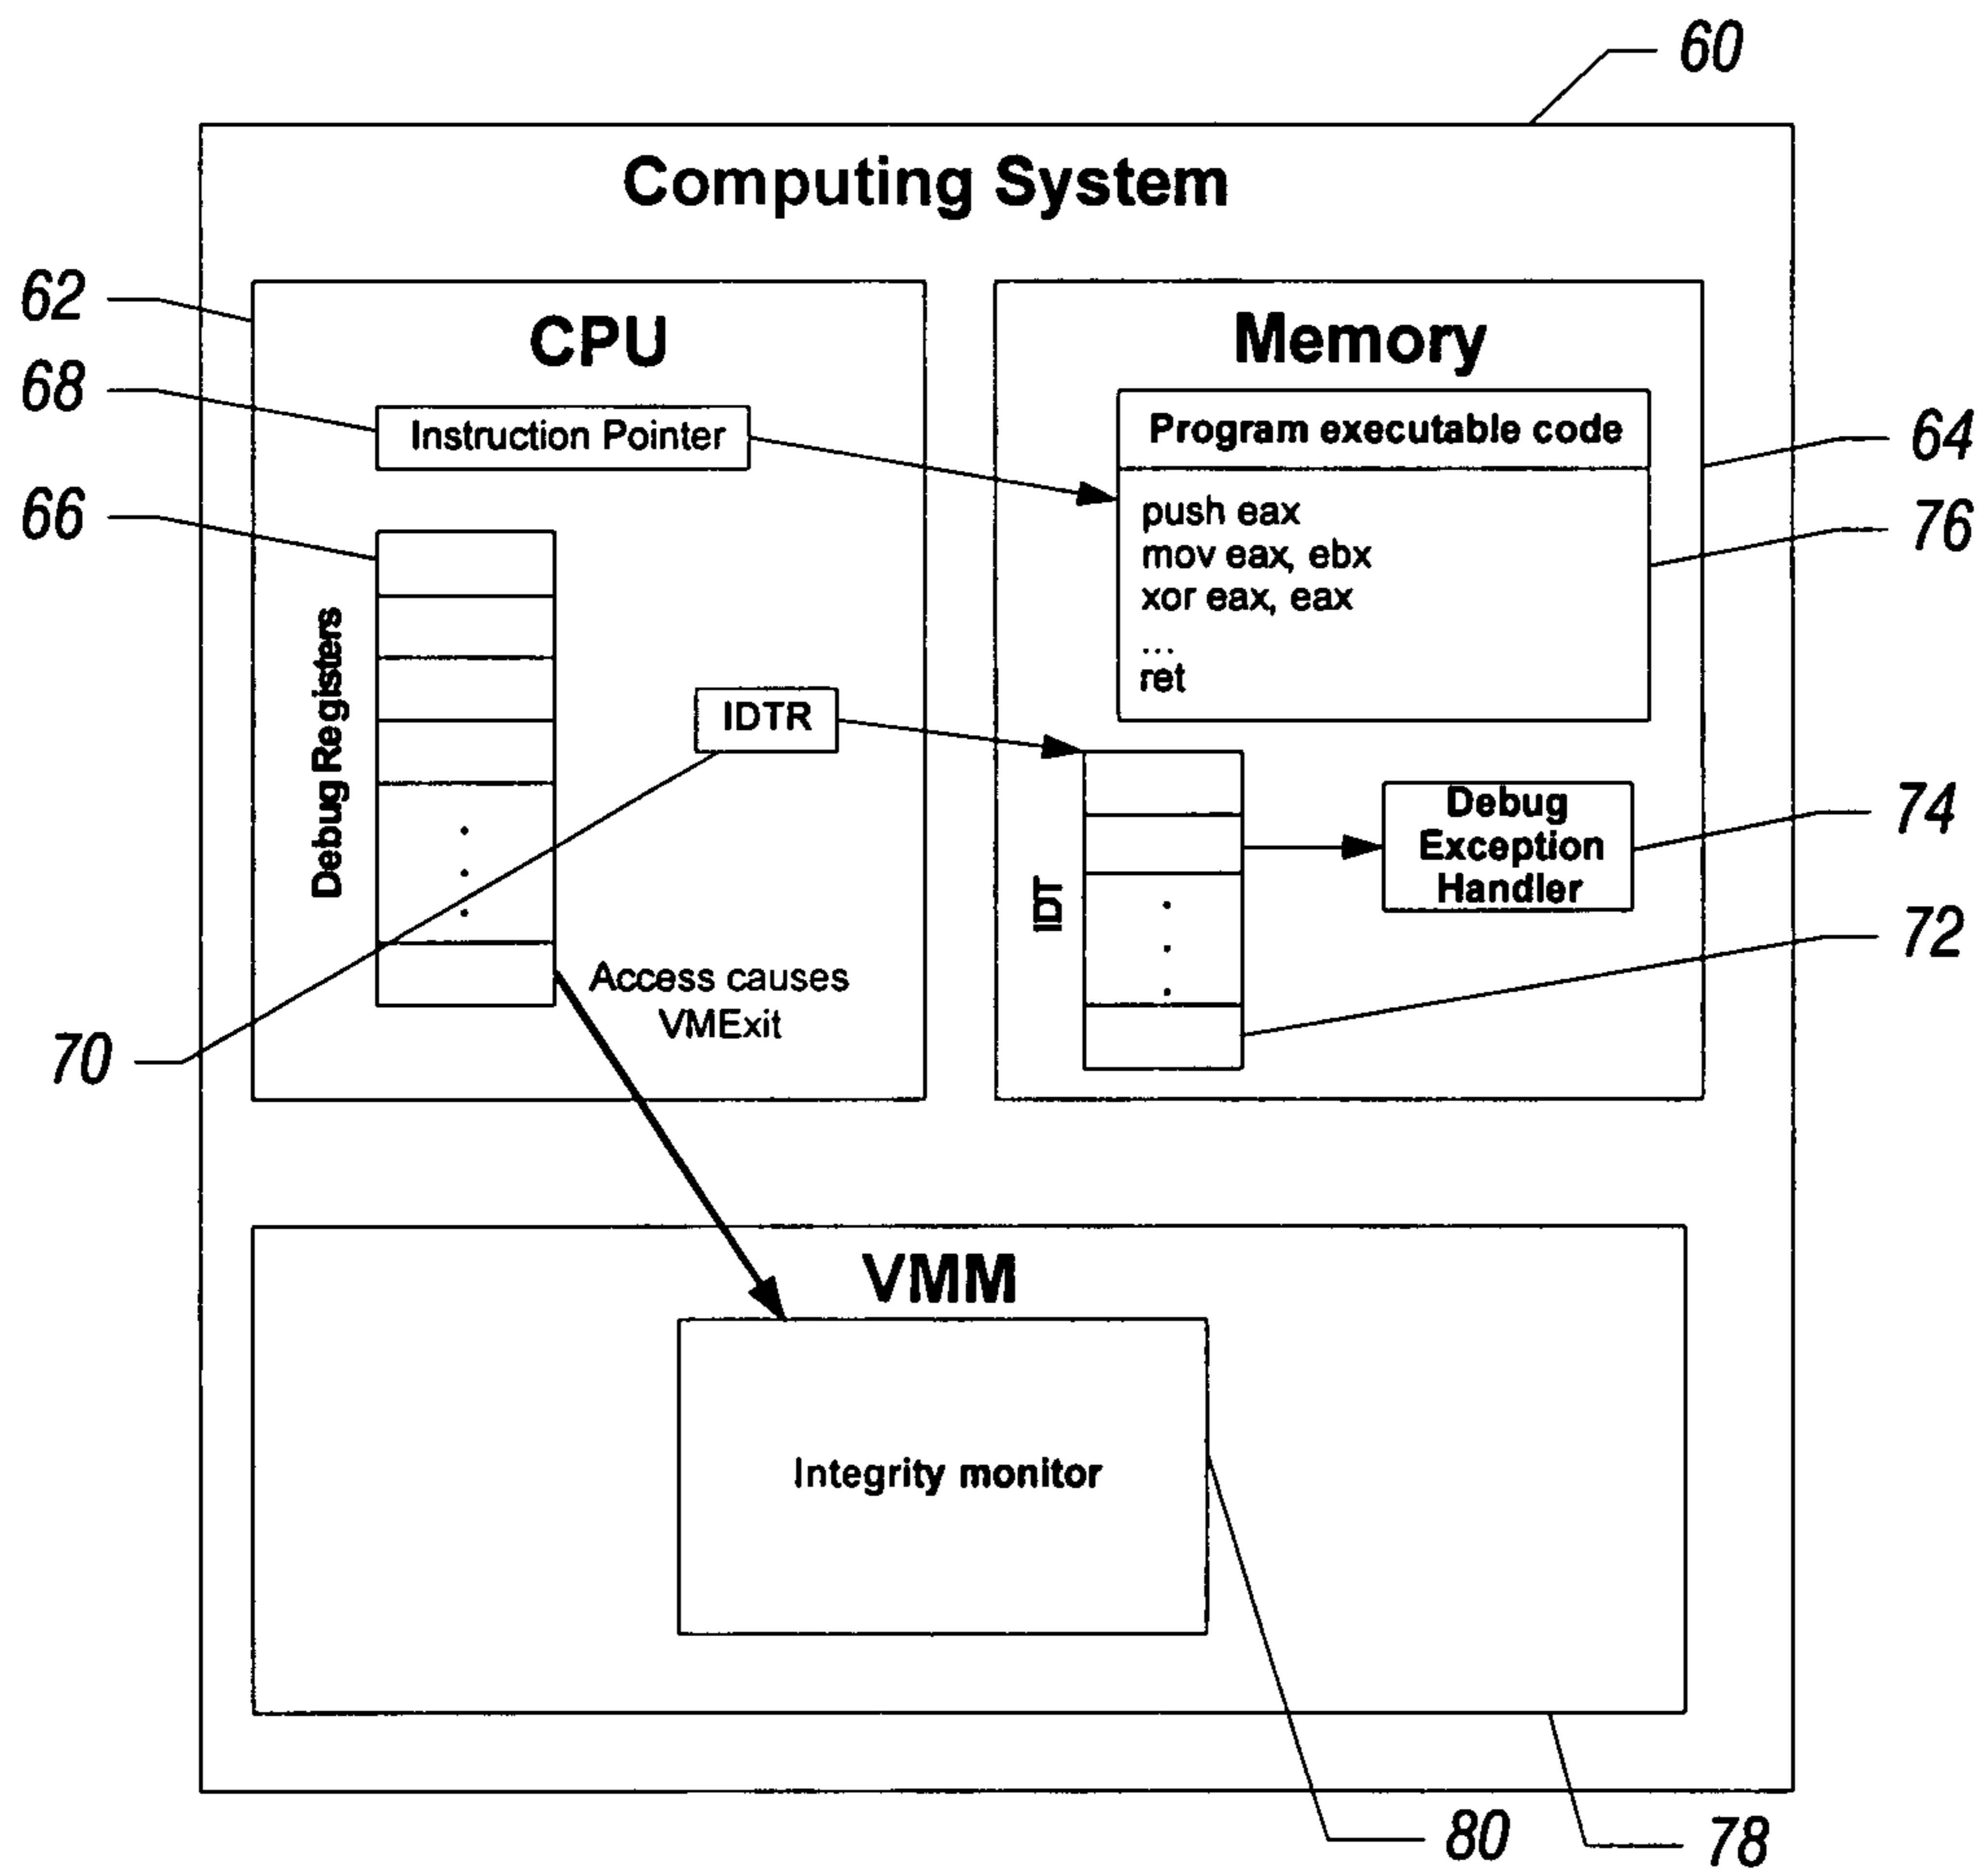 60
Computing System
62
CPU
68
Instruction Pointer
66
Debug Registers
IDTR
Access causes
VMExit
70
Memory
Program executable code
64
push eax
mov eax, ebx
xor eax, eax
...
ret
76
IDT
Debug
Exception
Handler
74
72
VMM
Integrity monitor
80
78